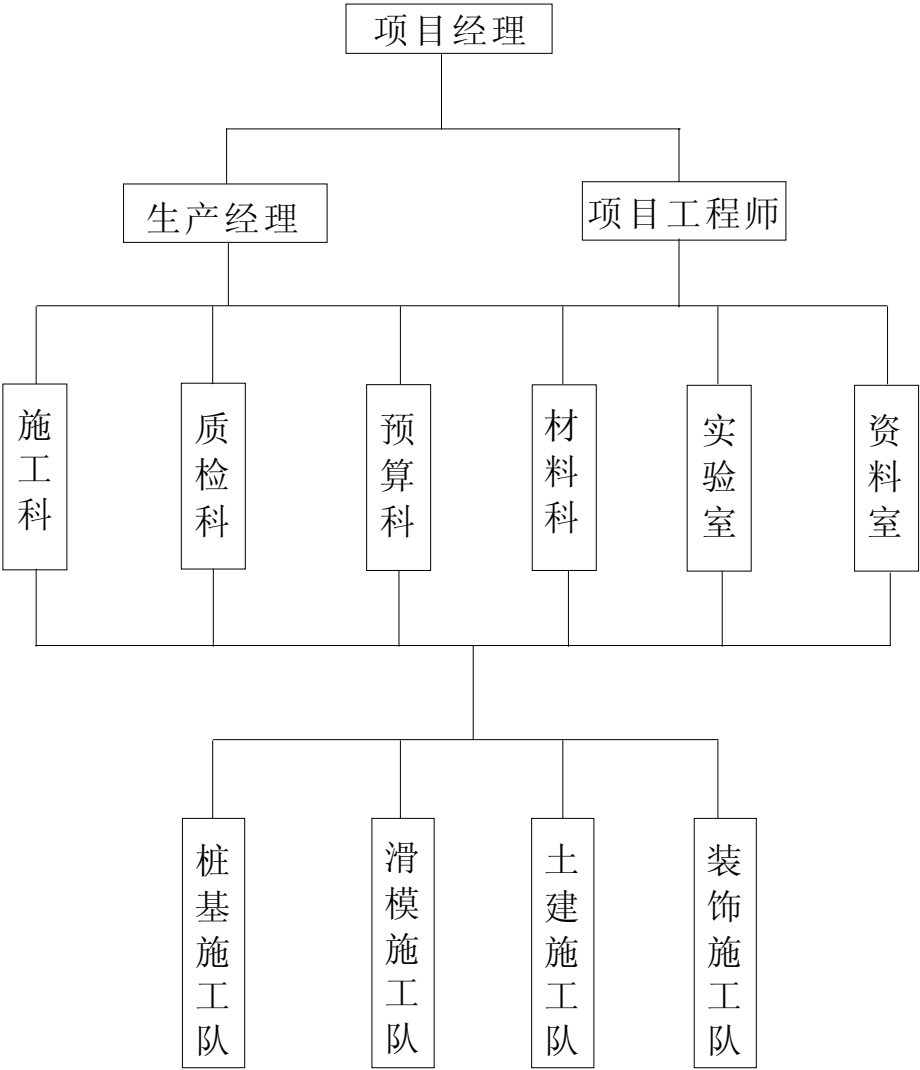 项目经理
生产经理
项目工程师
施工科
质检科
预算科
材料科
实验室
资料室
桩基施工队
滑模施工队
土建施工队
装饰施工队